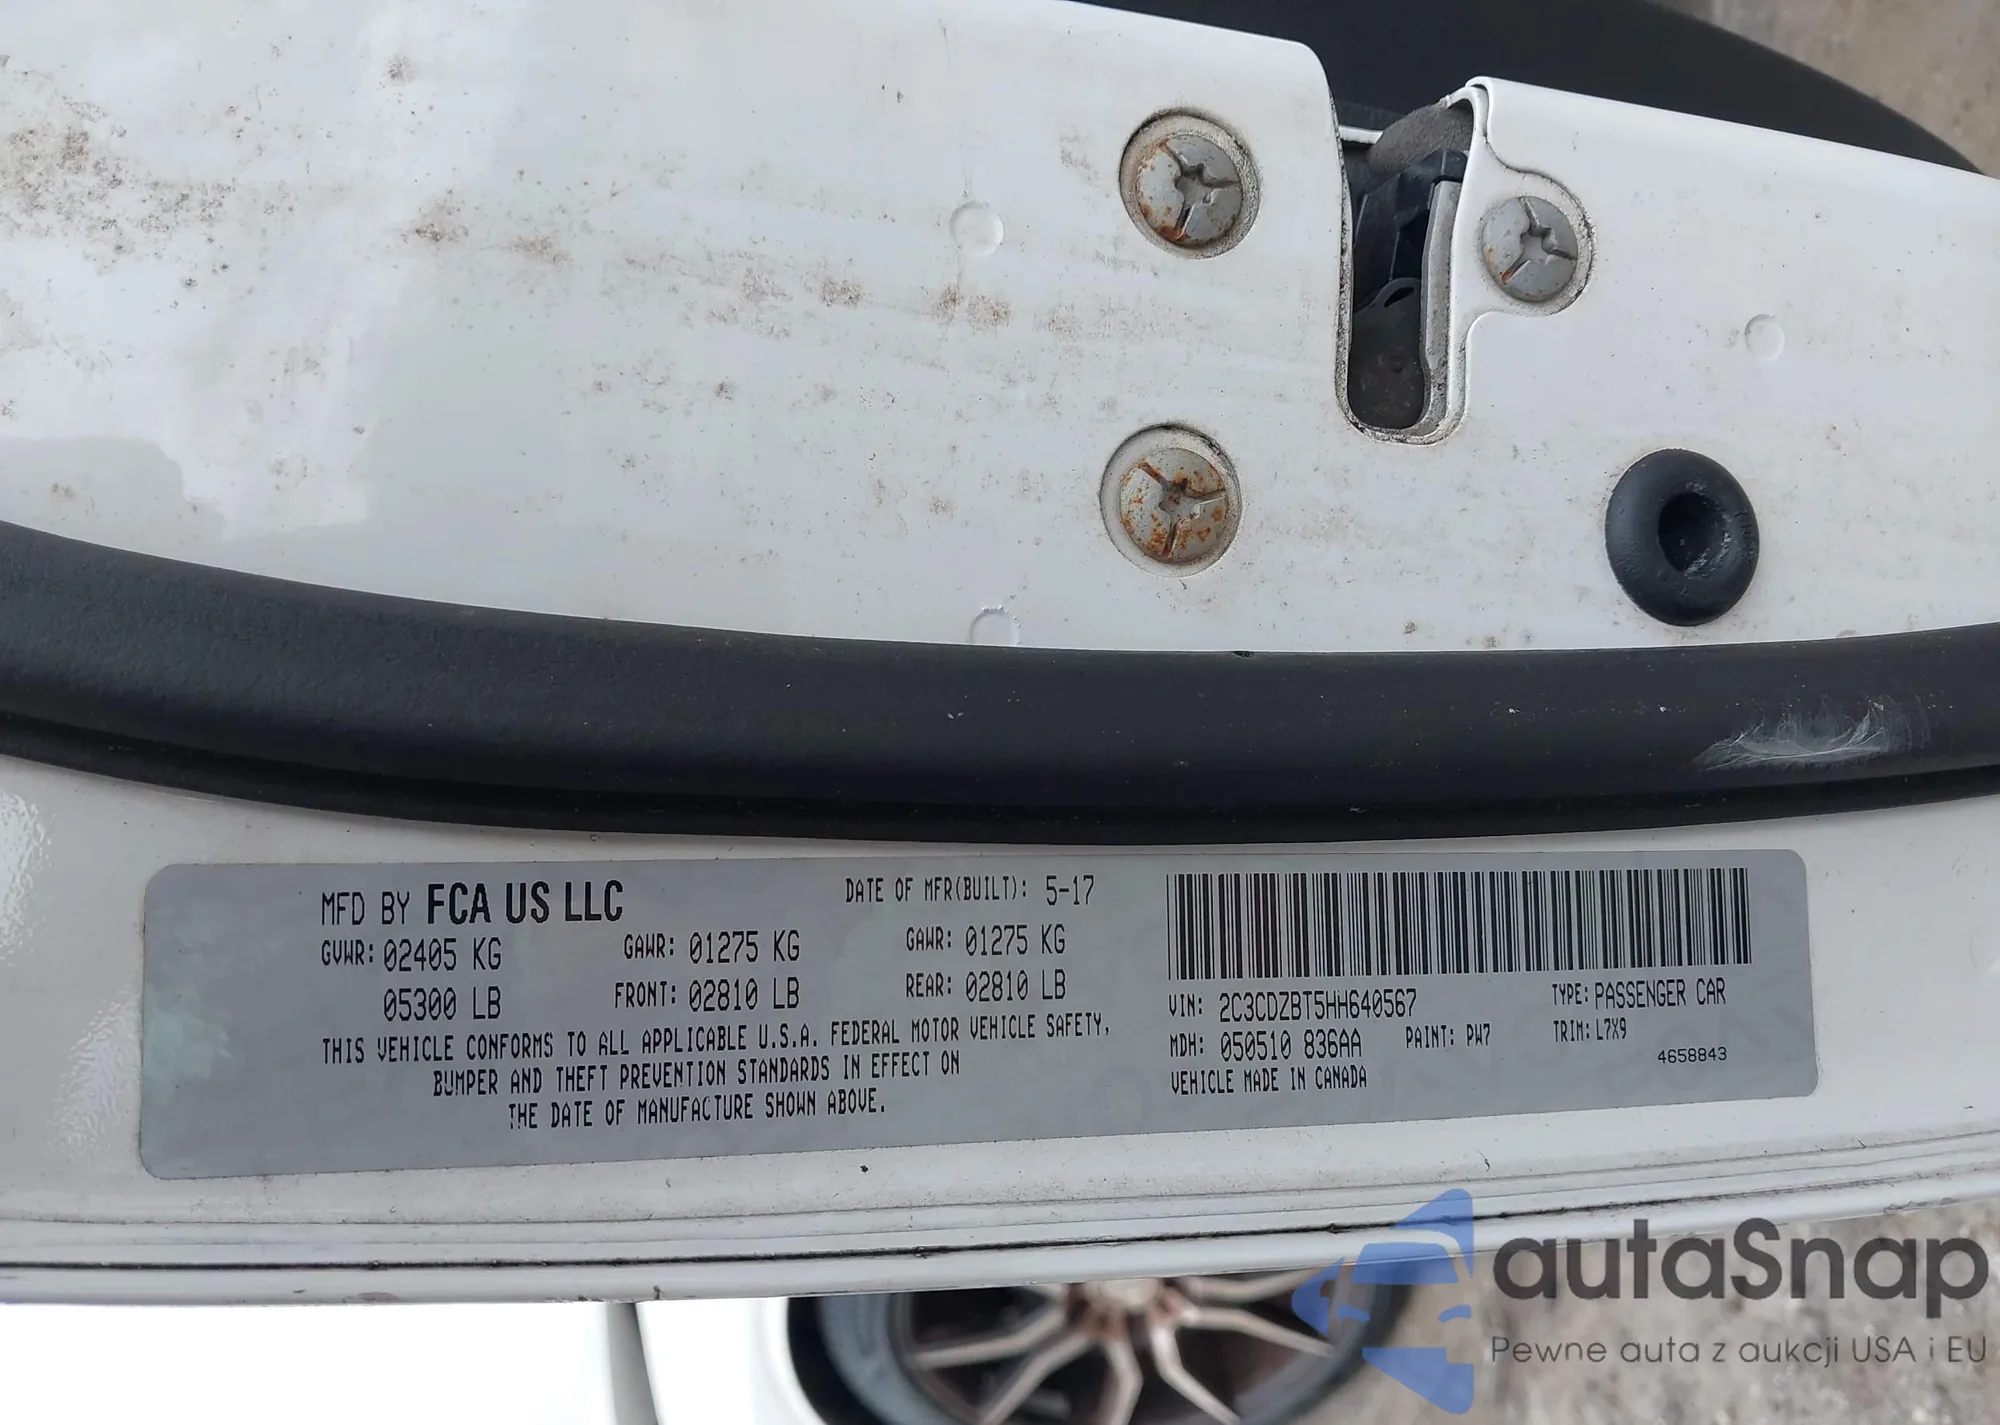 MFD BY FCA US LLC
DATE OF MFR(BUILT): 5-17
GVWR: 02405 KG
GAWR: 01275 KG
GAWR: 01275 KG
05300 LB
FRONT: 02810 LB
REAR: 02810 LB
THIS VEHICLE CONFORMS TO ALL APPLICABLE U.S.A. FEDERAL MOTOR VEHICLE SAFETY,
BUMPER AND THEFT PREVENTION STANDARDS IN EFFECT ON
THE DATE OF MANUFACTURE SHOWN ABOVE.
VIN: 2C3CDZBT5HH640567
TYPE: PASSENGER CAR
MDH: 050510 836AA
PAINT: PW7
TRIM: L7X9
VEHICLE MADE IN CANADA
4658843
autaSnap
Pewne auta z aukcji USA i EU